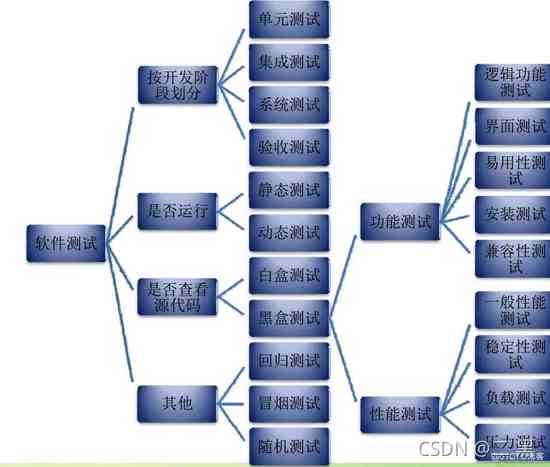 单元测试
集成测试
系统测试
验收测试
按开发阶
段划分
静态测试
动态测试
是否运行
软件测试
是否查看
源代码
白盒测试
黑盒测试
其他
回归测试
冒烟测试
随机测试
功能测试
逻辑功能
测试
界面测试
易用性测
试
安装测试
兼容性测
试
性能测试
一般性能
测试
稳定性测
试
负载测试
压力测试
CSDN @二黑